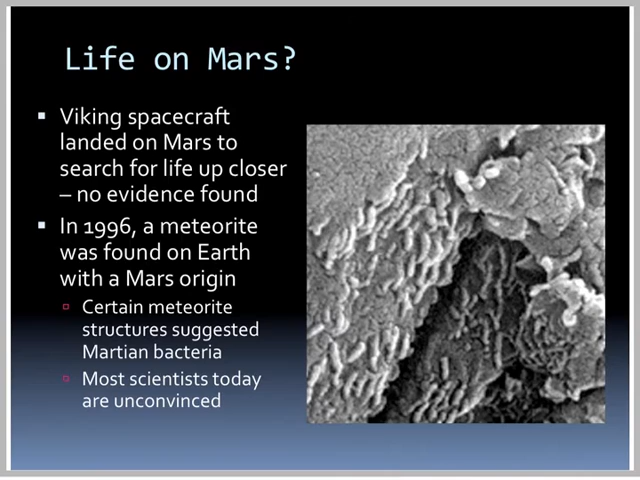 Life on Mars?
Viking spacecraft
landed on Mars to
search for life up closer
– no evidence found
In 1996, a meteorite
was found on Earth
with a Mars origin
Certain meteorite
structures suggested
Martian bacteria
Most scientists today
are unconvinced